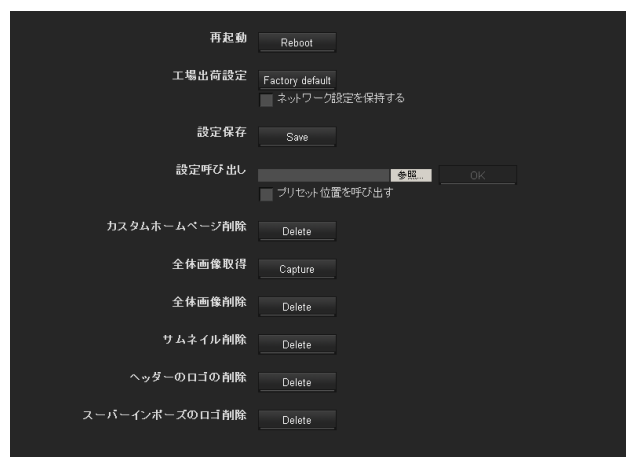 再起動 Reboot
工場出荷設定 Factory default
ネットワーク設定を保持する
設定保存 Save
設定呼び出し 参照... OK
プリセット位置を呼び出す
カスタムホームページ削除 Delete
全体画像取得 Capture
全体画像削除 Delete
サムネイル削除 Delete
ヘッダーのロゴの削除 Delete
スーパーインポーズのロゴ削除 Delete